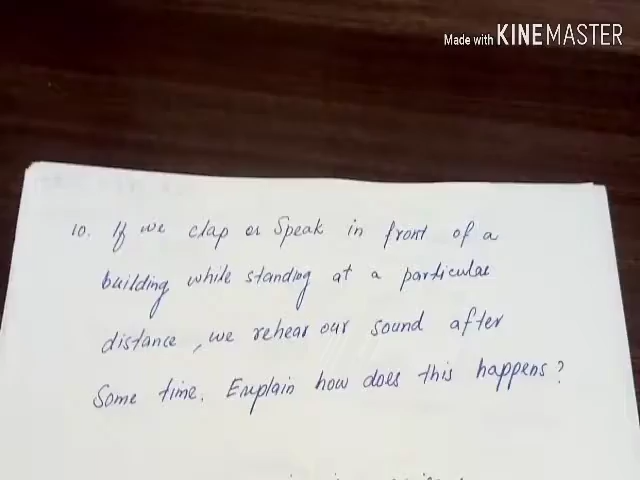 Made with KINEMASTER
10. If we clap or Speak in front of a
building while standing at a particular
distance, we rehear our sound after
Some time. Explain how does this happens?